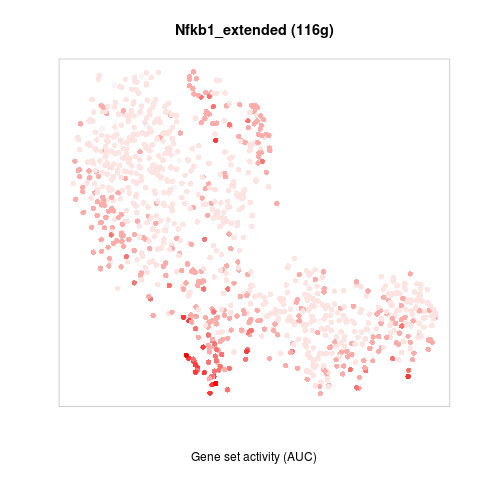 Nfkb1_extended (116g)
Gene set activity (AUC)